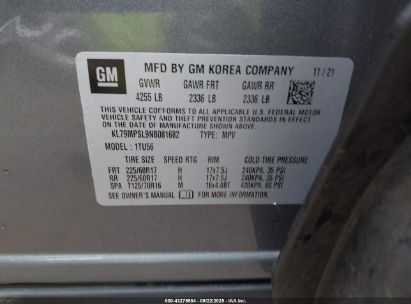 GM
MFD BY GM KOREA COMPANY 11/21
GVWR GAWR FRT GAWR RR
4255 LB 2336 LB 2336 LB
THIS VEHICLE CONFORMS TO ALL APPLICABLE U.S. FEDERAL MOTOR
VEHICLE SAFETY AND THEFT PREVENTION STANDARDS IN EFFECT ON
THE DATE OF MANUFACTURE SHOWN ABOVE.
KL79MPSL9NB081682 TYPE: MPV
MODEL: 1TU56
TIRE SIZE SPEED RTG RIM COLD TIRE PRESSURE
FRT 225/60R17 H 17x7.5J 240KPA, 35 PSI
RR 225/60R17 H 17x7.5J 240KPA, 35 PSI
SPA T125/70R16 M 16x4.0BT 420KPA, 60 PSI
SEE OWNER'S MANUAL FOR ADDITIONAL INFORMATION.